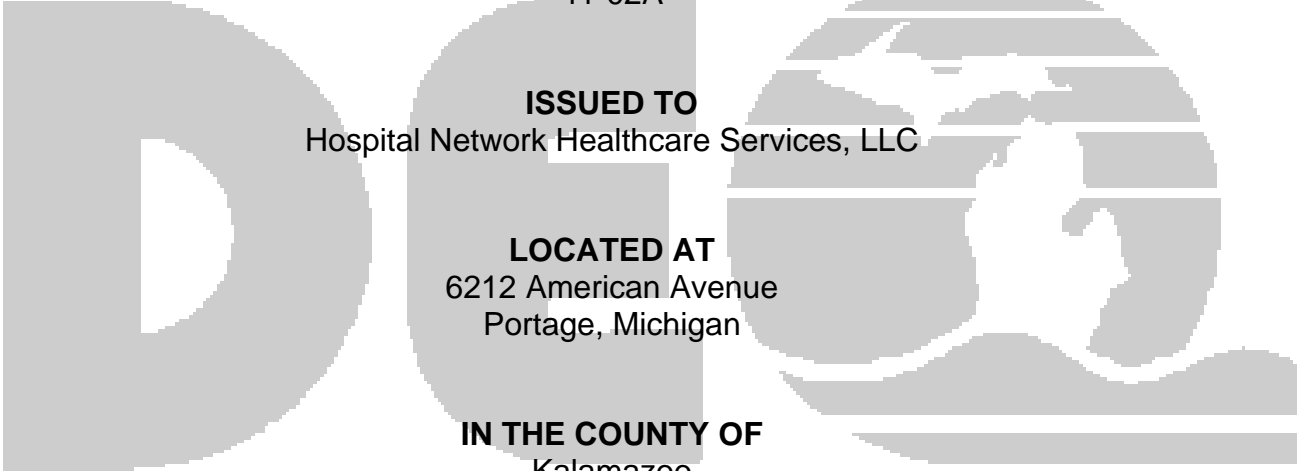 ISSUED TO
Hospital Network Healthcare Services, LLC
LOCATED AT
6212 American Avenue
Portage, Michigan
IN THE COUNTY OF
Kalamazoo
DEQ